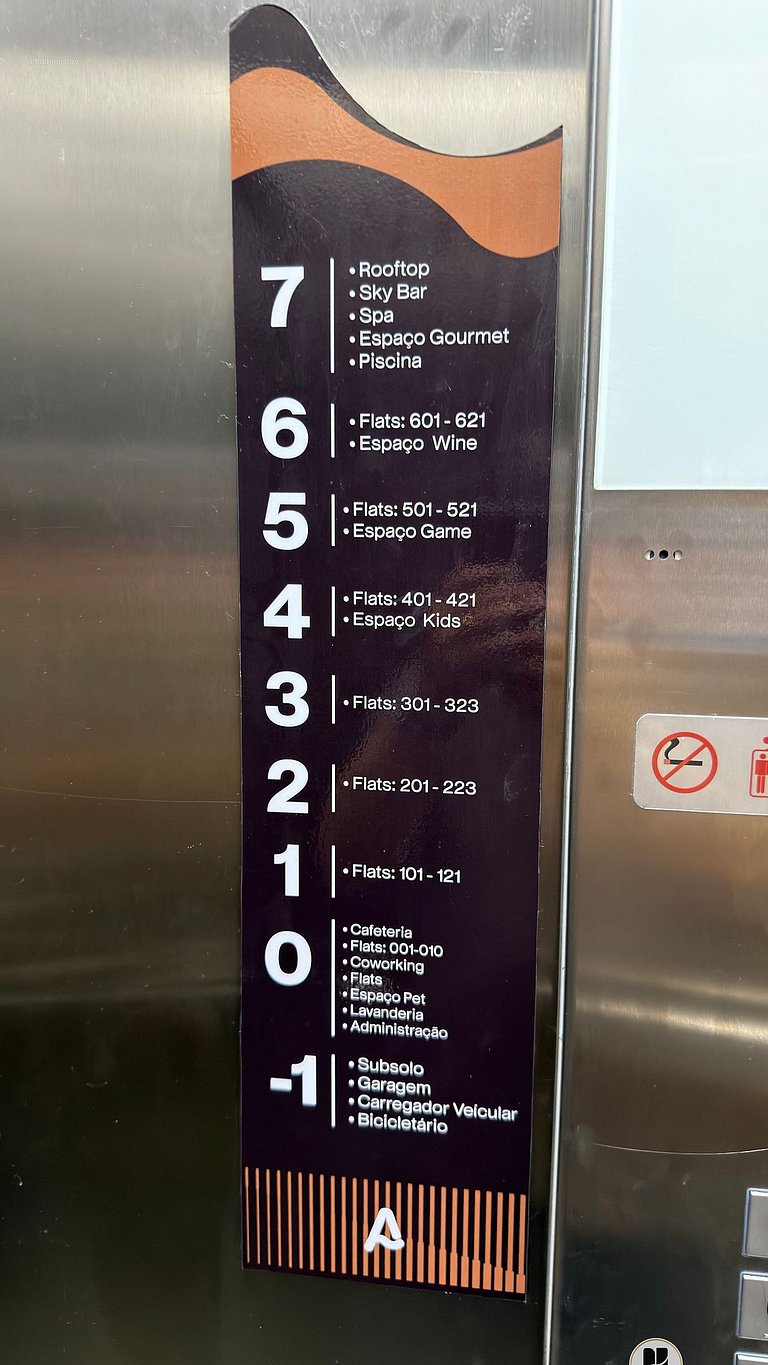 7
• Rooftop
• Sky Bar
• Spa
• Espaço Gourmet
• Piscina
6
• Flats: 601 - 621
• Espaço Wine
5
• Flats: 501 - 521
• Espaço Game
4
• Flats: 401 - 421
• Espaço Kids
3
• Flats: 301 - 323
2
• Flats: 201 - 223
1
• Flats: 101 - 121
0
• Cafeteria
• Flats: 001-010
• Coworking
• Flats
• Espaço Pet
• Lavanderia
• Administração
-1
• Subsolo
• Garagem
• Carregador Veicular
• Bicicletário
A